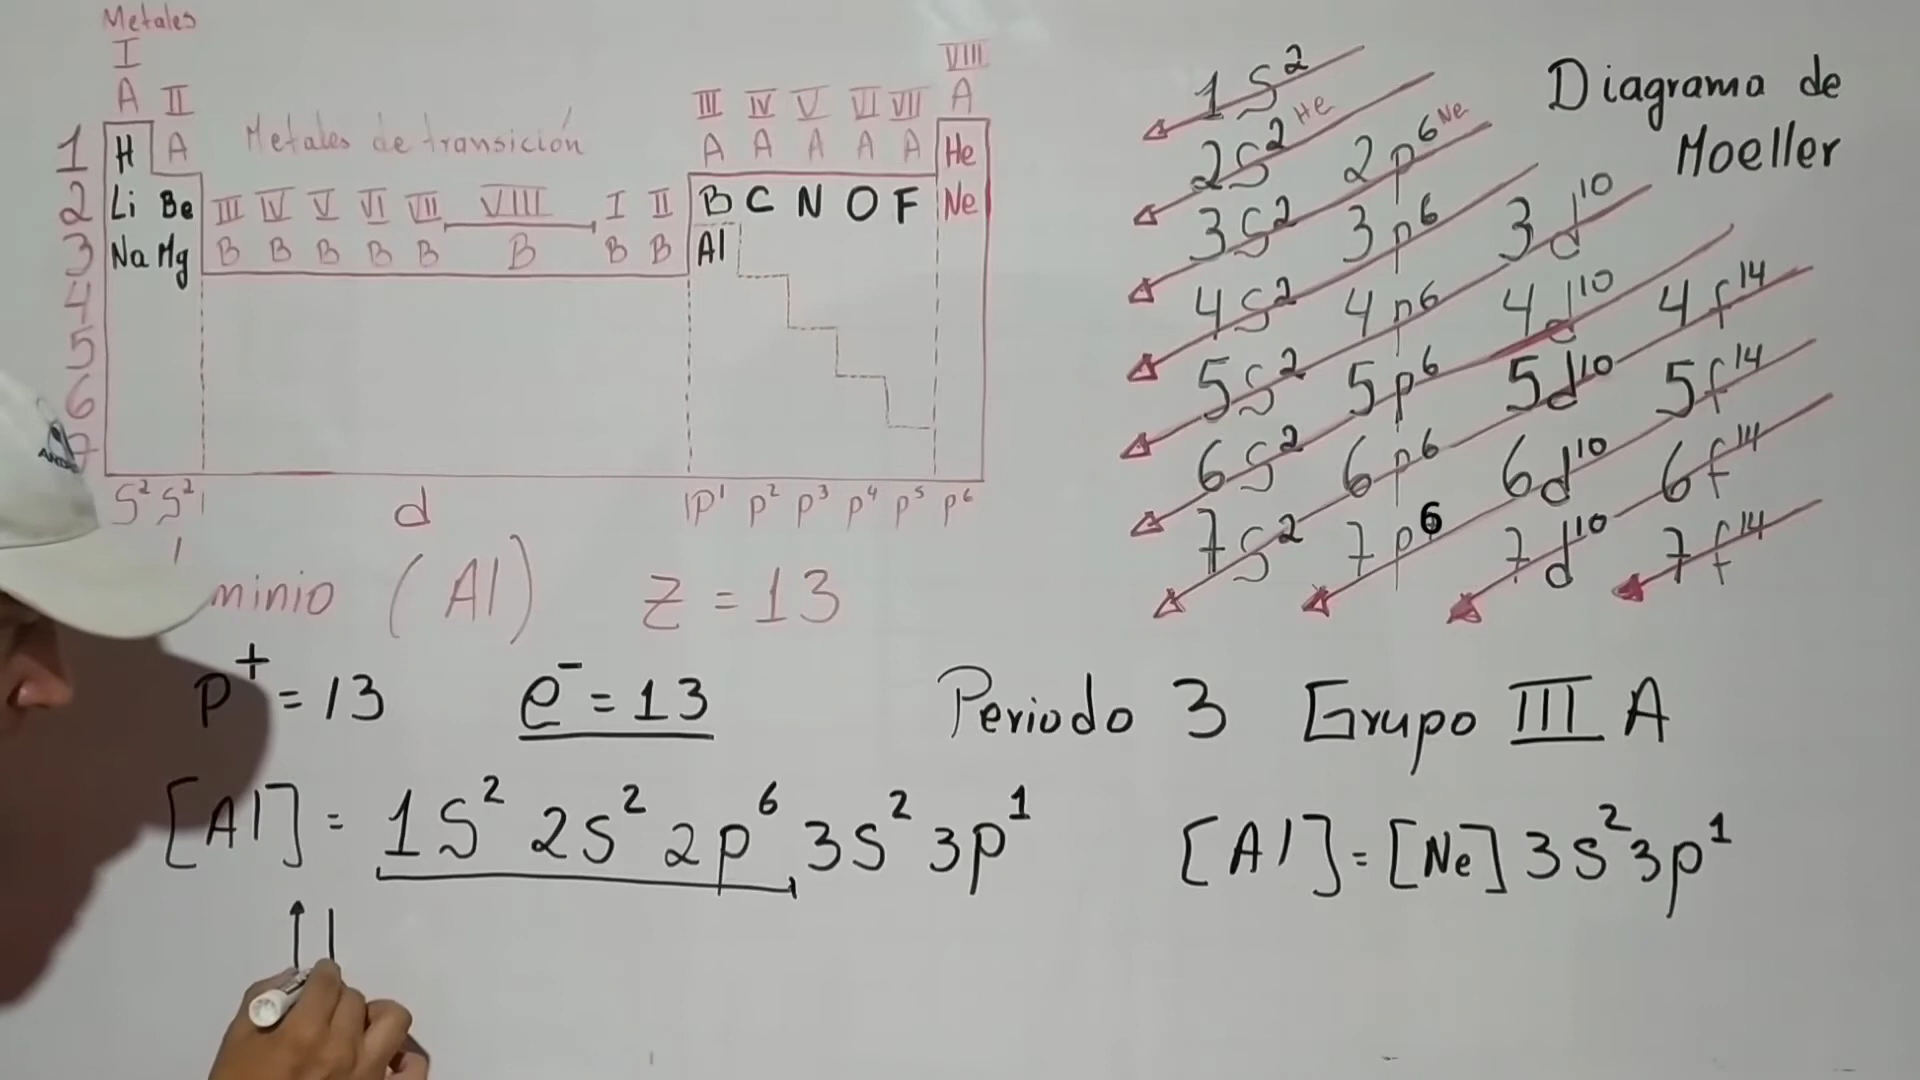 Metales
I II III IV V VI VII VIII
A A A A A A A A
Metales de transición
1 H He
2 Li Be III IV V VI VII VIII I II B C N O F Ne
3 Na Mg B B B B B B B B Al
4
5
6
S² S² d p¹ p² p³ p⁴ p⁵ p⁶
Diagrama de
Moeller
1s²
2s² He 2p⁶ Ne
3s² 3p⁶ 3d¹⁰
4s² 4p⁶ 4d¹⁰ 4f¹⁴
5s² 5p⁶ 5d¹⁰ 5f¹⁴
6s² 6p⁶ 6d¹⁰ 6f¹⁴
7s² 7p⁶ 7d¹⁰ 7f¹⁴
minio (Al) Z = 13
p⁺ = 13 e⁻ = 13 Periodo 3 Grupo III A
[Al] = 1s² 2s² 2p⁶ 3s² 3p¹ [Al] = [Ne] 3s² 3p¹